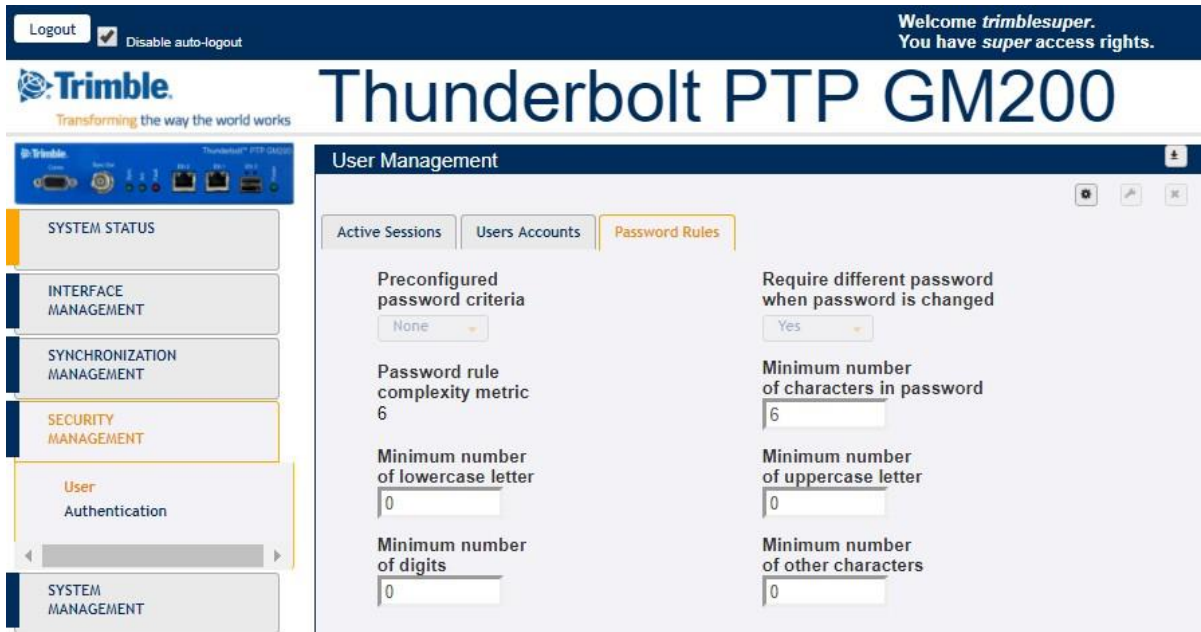 Logout
Disable auto-logout
Welcome trimblesuper.
You have super access rights.
Trimble.
Transforming the way the world works
Thunderbolt PTP GM200
Trimble.
Thunderbolt™ PTP GM200
User Management
SYSTEM STATUS
INTERFACE
MANAGEMENT
SYNCHRONIZATION
MANAGEMENT
SECURITY
MANAGEMENT
User
Authentication
SYSTEM
MANAGEMENT
Active Sessions
Users Accounts
Password Rules
Preconfigured
password criteria
None
Require different password
when password is changed
Yes
Password rule
complexity metric
6
Minimum number
of characters in password
6
Minimum number
of lowercase letter
0
Minimum number
of uppercase letter
0
Minimum number
of digits
0
Minimum number
of other characters
0